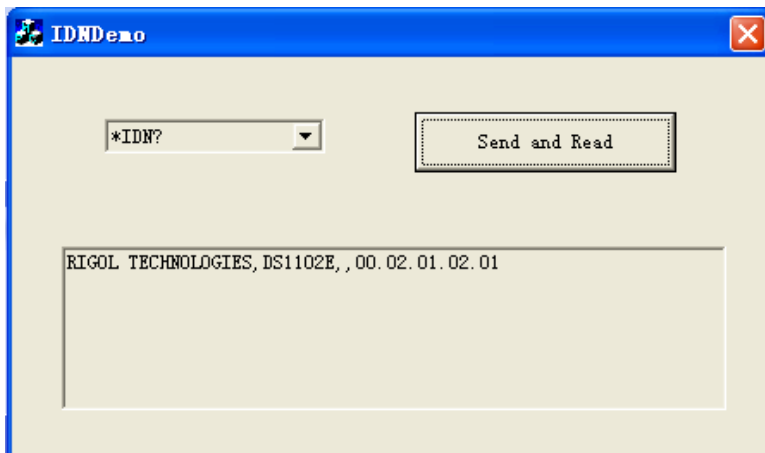 IDNDemo
*IDN?
Send and Read
RIGOL TECHNOLOGIES,DS1102E,,00.02.01.02.01